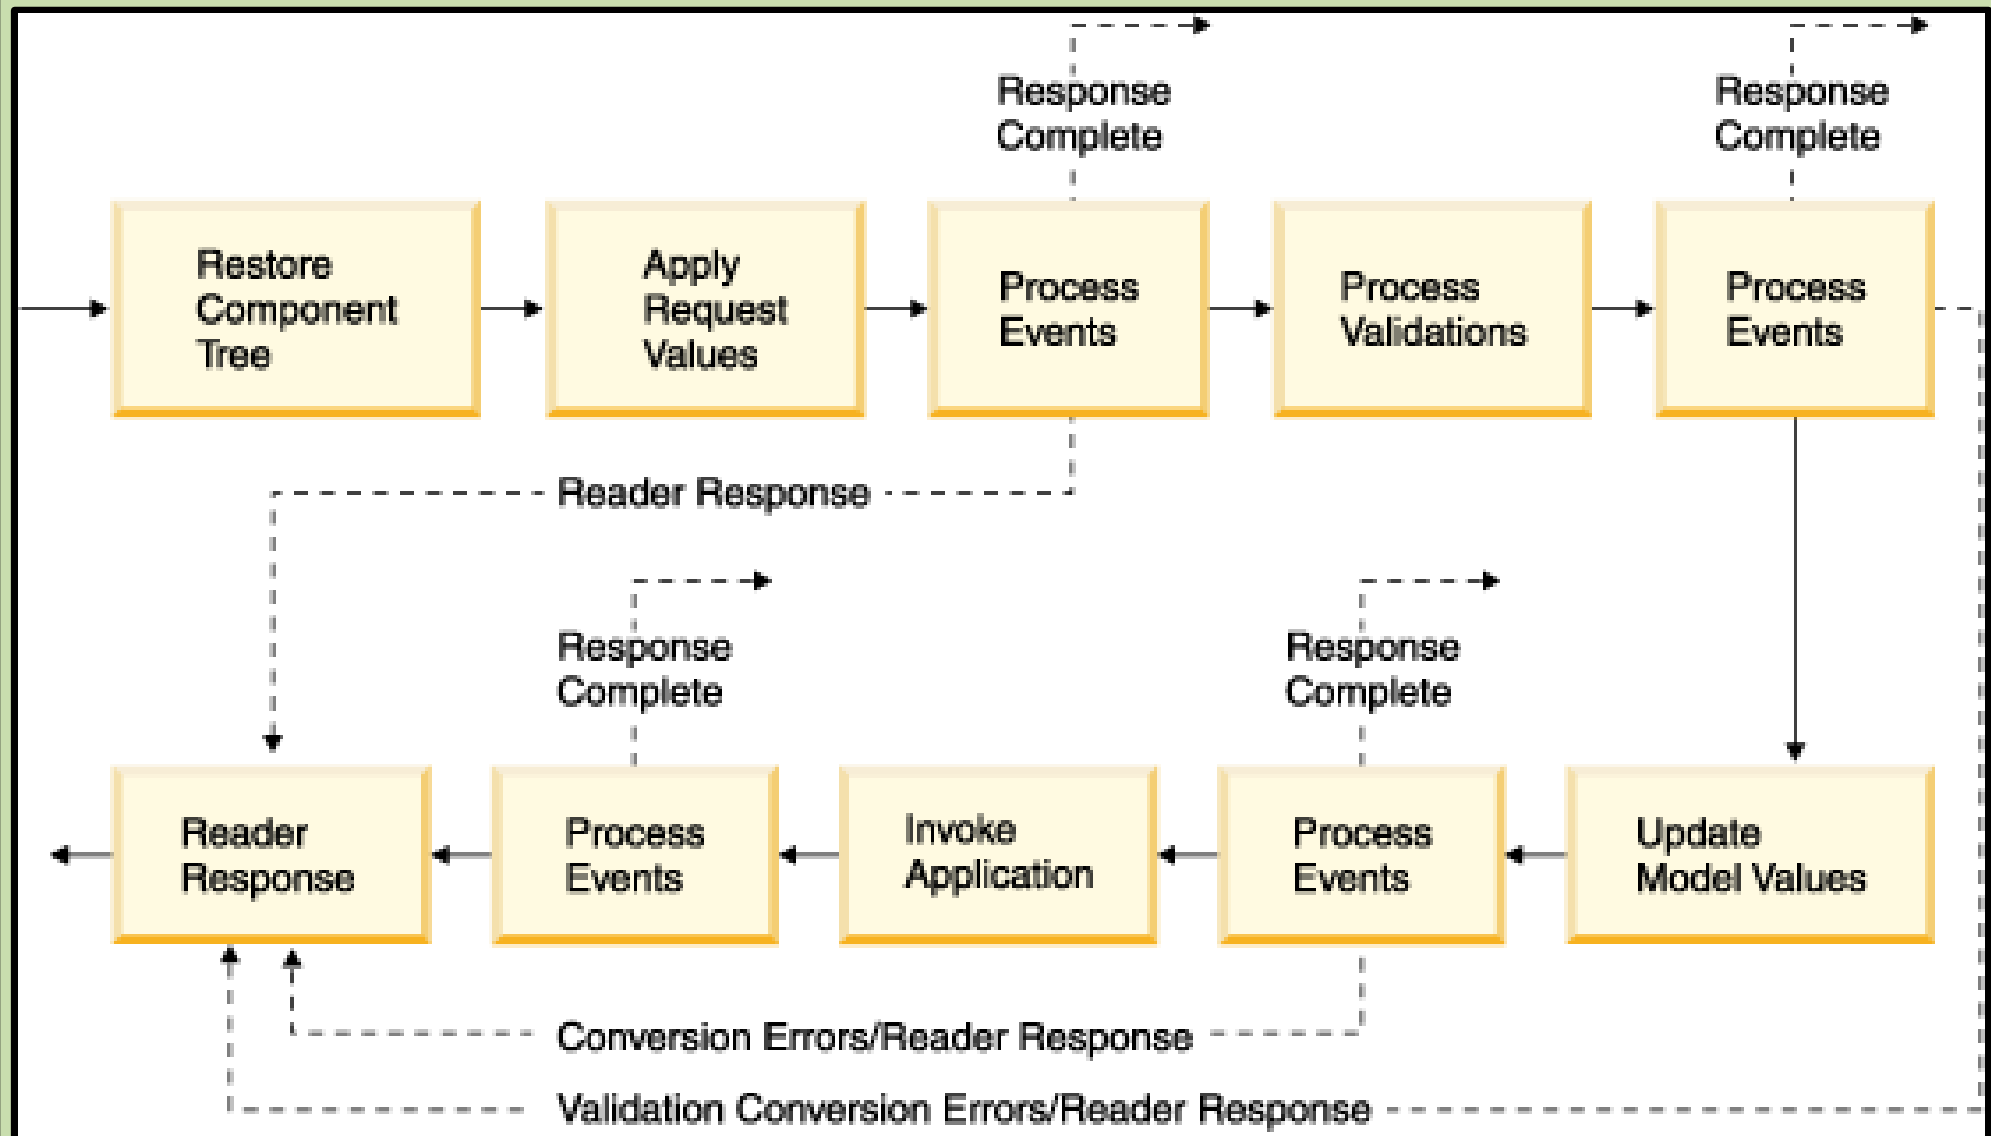 Response
Complete
Response
Complete
Restore
Component
Tree
Apply
Request
Values
Process
Events
Process
Validations
Process
Events
Reader Response
Response
Complete
Response
Complete
Reader
Response
Process
Events
Invoke
Application
Process
Events
Update
Model Values
Conversion Errors/Reader Response
Validation Conversion Errors/Reader Response